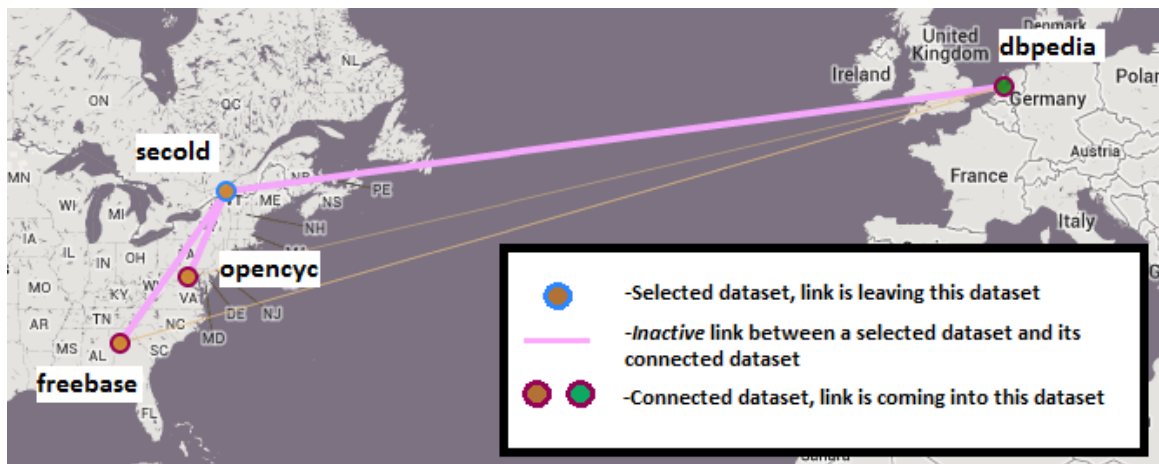 Denmark
United
Kingdom
dbpedia
NL
Ireland
Polan
ON
QC
Germany
secold
Austria
MN
NB
PE
France
VT
ME
WI
MI
NS
NH
Italy
IA
IL
IN
OH
opencyc
MO
KY
VA
DE
NJ
MD
TN
NC
AR
MS
AL
SC
freebase
FL
-Selected dataset, link is leaving this dataset
-Inactive link between a selected dataset and its
connected dataset
-Connected dataset, link is coming into this dataset